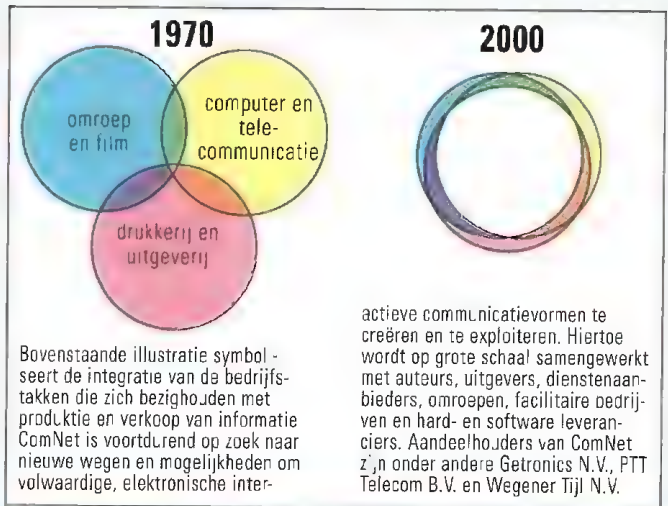 1970
omroep
en film
computer en
tele-
communicatie
drukkerij en
uitgeverij
Bovenstaande illustratie symbol-
seert de integratie van de bedrijfs-
takken die zich bezighouden met
produktie en verkoop van informatie
ComNet is voortdurend op zoek naar
nieuwe wegen en mogelijkheden om
volwaardige, elektronische inter-
2000
actieve communicatievormen te
creëren en te exploiteren. Hiertoe
wordt op grote schaal samengewerkt
met auteurs, uitgevers, dienstenaan-
bieders, omroepen, facilitaire bedrij-
ven en hard- en software leveran-
ciers. Aandeelhouders van ComNet
zijn onder andere Getronics N.V., PTT
Telecom B.V. en Wegener Tijl N.V.